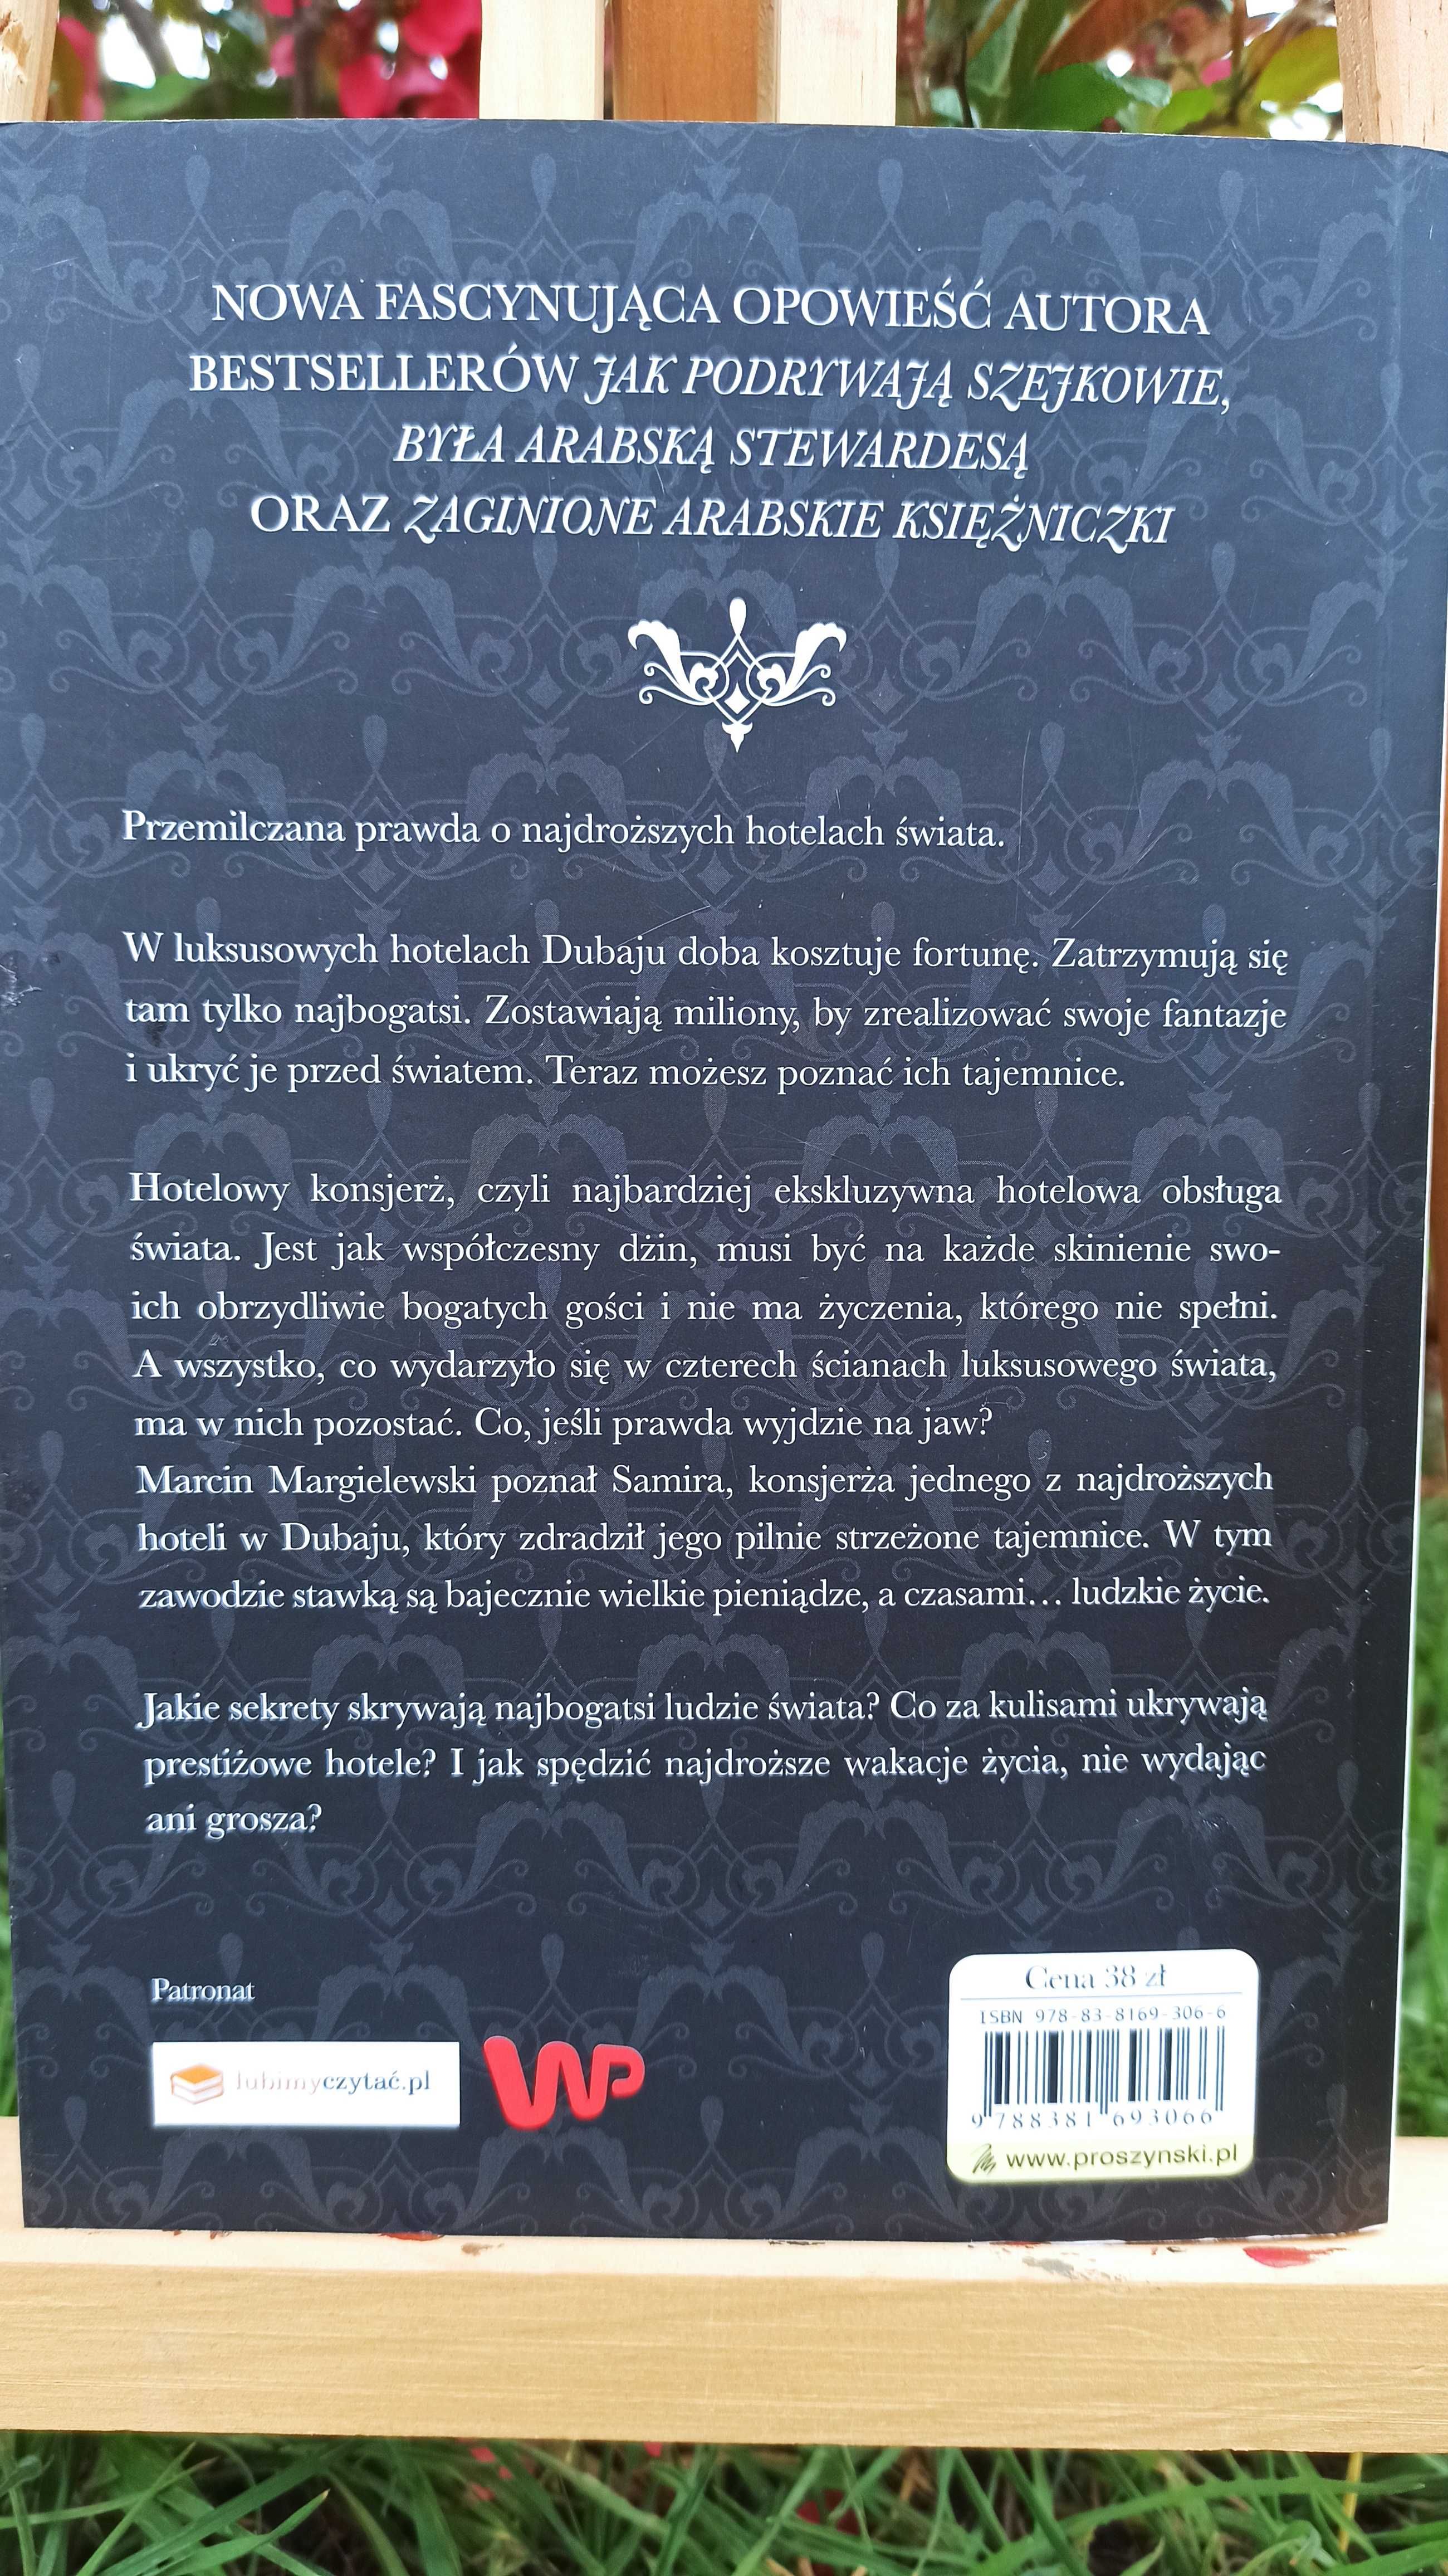 NOWA FASCYNUJĄCA OPOWIEŚĆ AUTORA
BESTSELLERÓW JAK PODRYWAJĄ SZEJKOWIE,
BYŁA ARABSKĄ STEWARDESĄ
ORAZ ZAGINIONE ARABSKIE KSIĘŻNICZKI
Przemilczana prawda o najdroższych hotelach świata.
W luksusowych hotelach Dubaju doba kosztuje fortunę. Zatrzymują się
tam tylko najbogatsi. Zostawiają miliony, by zrealizować swoje fantazje
i ukryć je przed światem. Teraz możesz poznać ich tajemnice.
Hotelowy konsjerż, czyli najbardziej ekskluzywna hotelowa obsługa
świata. Jest jak współczesny dżin, musi być na każde skinienie swo-
ich obrzydliwie bogatych gości i nie ma życzenia, którego nie spełni.
A wszystko, co wydarzyło się w czterech ścianach luksusowego świata,
ma w nich pozostać. Co, jeśli prawda wyjdzie na jaw?
Marcin Margielewski poznał Samira, konsjerża jednego z najdroższych
hoteli w Dubaju, który zdradził jego pilnie strzeżone tajemnice. W tym
zawodzie stawką są bajecznie wielkie pieniądze, a czasami... ludzkie życie.
Jakie sekrety skrywają najbogatsi ludzie świata? Co za kulisami ukrywają
prestiżowe hotele? I jak spędzić najdroższe wakacje życia, nie wydając
ani grosza?
Patronat
lubimyczytać.pl
WP
Cena 38 zł
ISBN 978-83-8169-306-6
9 788381 693066
www.proszynski.pl